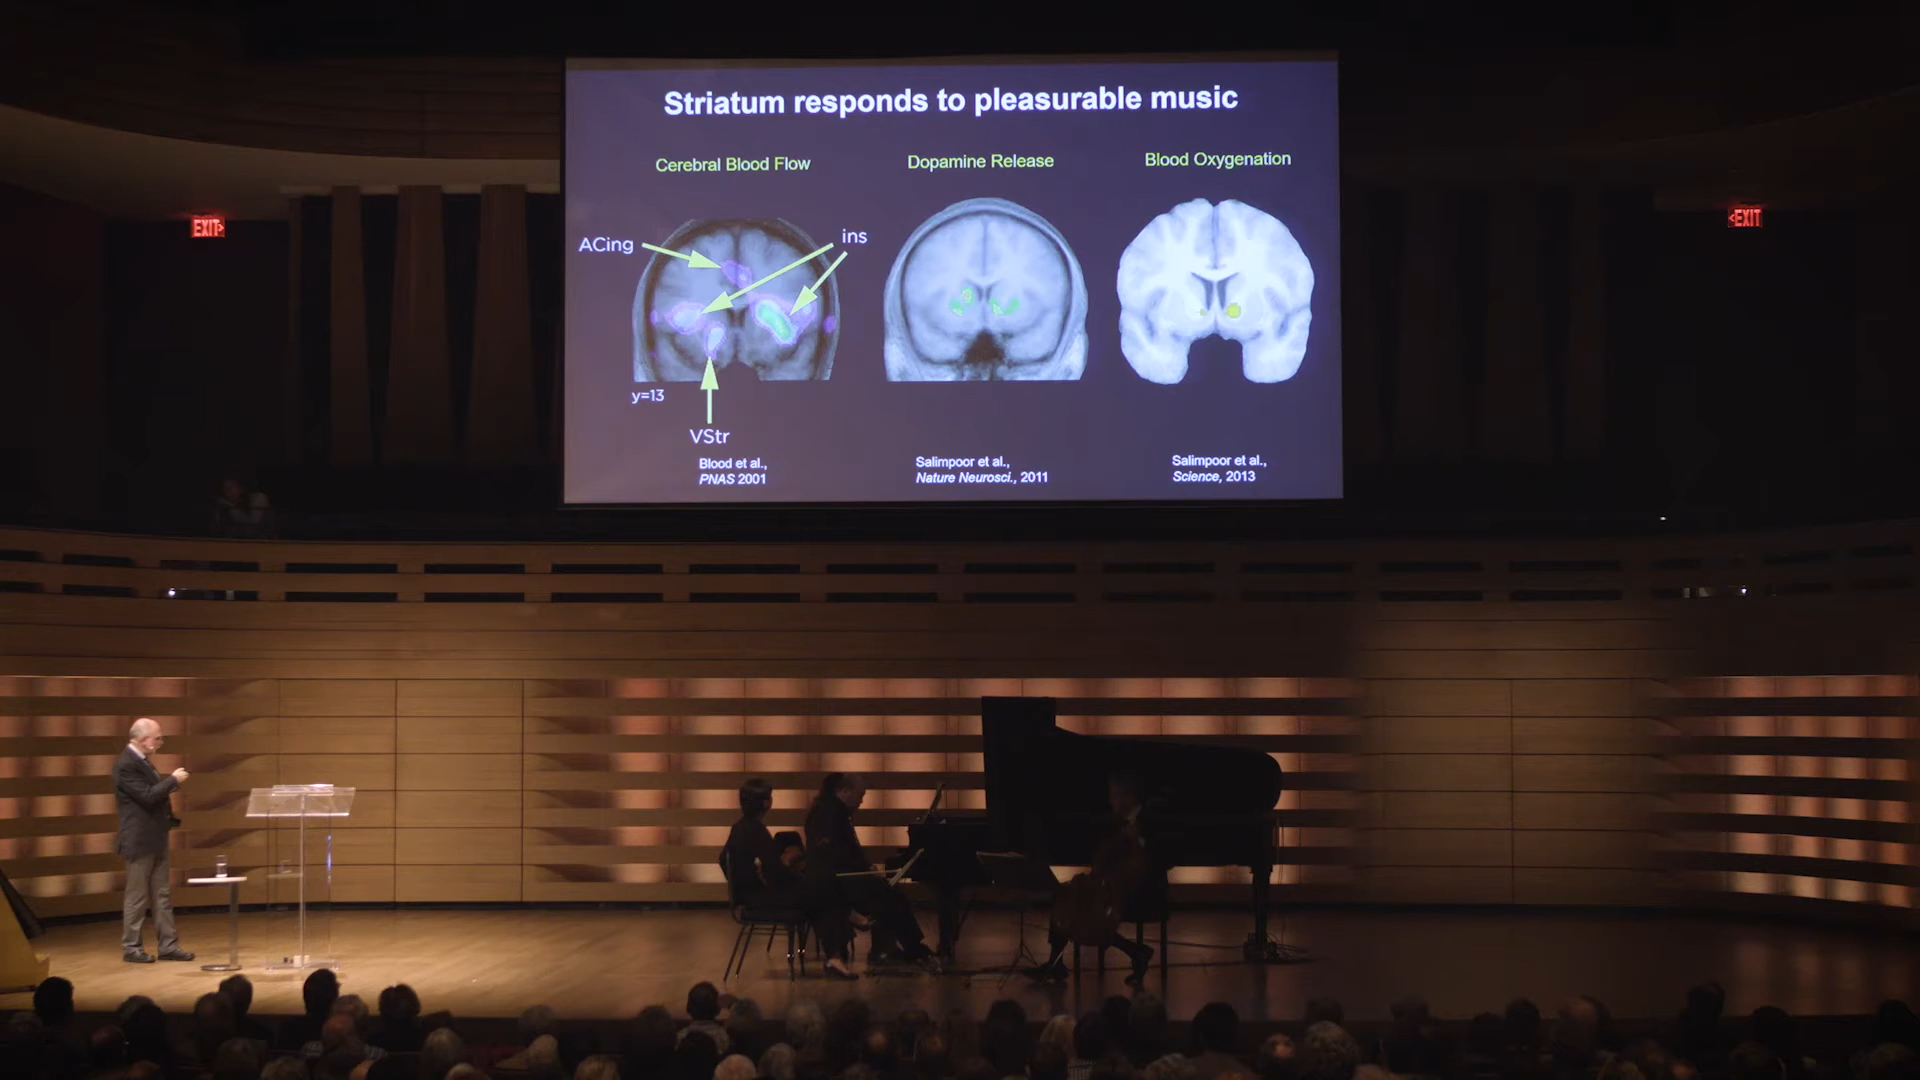 Striatum responds to pleasurable music
Cerebral Blood Flow
Dopamine Release
Blood Oxygenation
ACing
ins
y=13
VStr
Blood et al.,
PNAS 2001
Salimpoor et al.,
Nature Neurosci., 2011
Salimpoor et al.,
Science, 2013
EXIT>
<EXIT